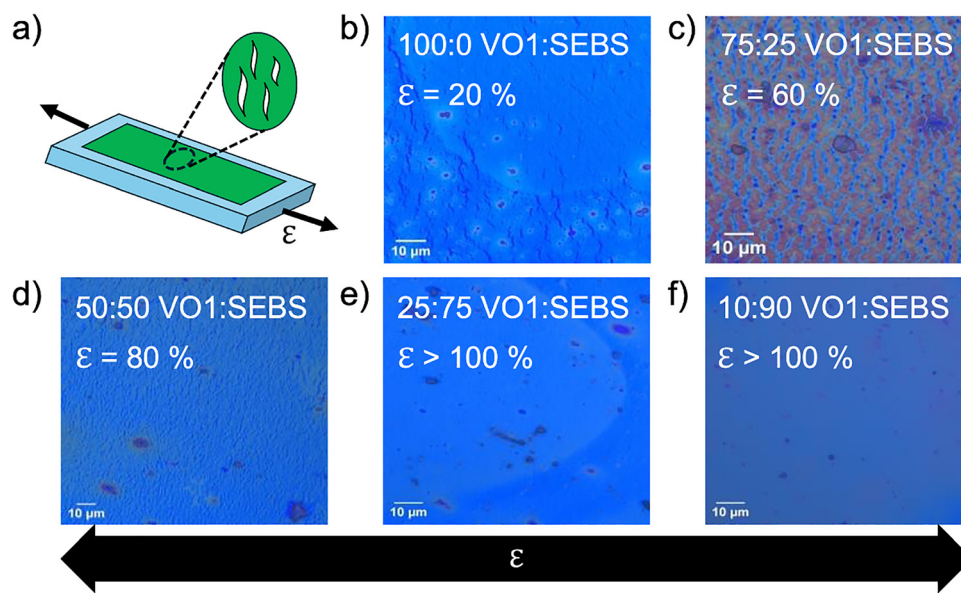 a)
ε
b)
100:0 VO1:SEBS
ε = 20 %
10 µm
c)
75:25 VO1:SEBS
ε = 60 %
10 µm
d)
50:50 VO1:SEBS
ε = 80 %
10 µm
e)
25:75 VO1:SEBS
ε > 100 %
10 µm
f)
10:90 VO1:SEBS
ε > 100 %
10 µm
ε